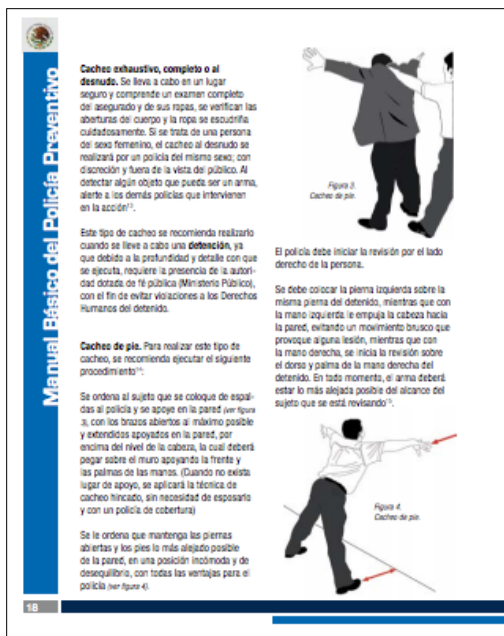 Manual Básico del Policía Preventivo
Cacheo exhaustivo, completo o al
desnudo. Se lleva a cabo en un lugar
seguro y comprende un examen completo
del asegurado y de sus ropas, se verifican las
aberturas del cuerpo y la ropa se escudriña
cuidadosamente. Si se trata de una persona
del sexo femenino, el cacheo al desnudo se
realizará por un policía del mismo sexo; con
discreción y fuera de la vista del público. Al
detectar algún objeto que pueda ser un arma,
alerte a los demás policías que intervienen
en la acción¹³.
Este tipo de cacheo se recomienda realizarlo
cuando se lleve a cabo una detención, ya
que debido a la profundidad y detalle con que
se ejecuta, requiere la presencia de la autori-
dad dotada de fé pública (Ministerio Público),
con el fin de evitar violaciones a los Derechos
Humanos del detenido.
Cacheo de pie. Para realizar este tipo de
cacheo, se recomienda ejecutar el siguiente
procedimiento¹⁴:
Se ordena al sujeto que se coloque de espal-
das al policía y se apoye en la pared (ver figura
3), con los brazos abiertos al máximo posible
y extendidos apoyados en la pared, por
encima del nivel de la cabeza, la cual deberá
pegar sobre el muro apoyando la frente y
las palmas de las manos. (Cuando no exista
lugar de apoyo, se aplicará la técnica de
cacheo hincado, sin necesidad de esposarlo
y con un policía de cobertura)
Se le ordena que mantenga las piernas
abiertas y los pies lo más alejado posible
de la pared, en una posición incómoda y de
desequilibrio, con todas las ventajas para el
policía (ver figura 4).
Figura 3.
Cacheo de pie.
El policía debe iniciar la revisión por el lado
derecho de la persona.
Se debe colocar la pierna izquierda sobre la
misma pierna del detenido, mientras que con
la mano izquierda le empuja la cabeza hacia
la pared, evitando un movimiento brusco que
provoque alguna lesión, mientras que con
la mano derecha, se inicia la revisión sobre
el dorso y palma de la mano derecha del
detenido. En todo momento, el arma deberá
estar lo más alejada posible del alcance del
sujeto que se está revisando¹⁵.
Figura 4.
Cacheo de pie.
18